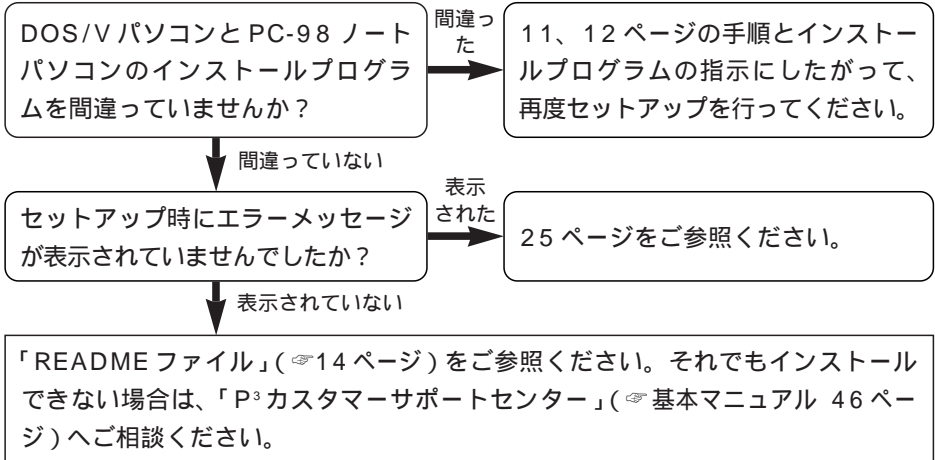 DOS/V パソコンと PC-98 ノート
パソコンのインストールプログラ
ムを間違っていませんか？
間違っ
た
11、12 ページの手順とインストー
ルプログラムの指示にしたがって、
再度セットアップを行ってください。
間違っていない
セットアップ時にエラーメッセージ
が表示されていませんでしたか？
表示
された
25 ページをご参照ください。
表示されていない
「README ファイル」（☞14 ページ）をご参照ください。それでもインストール
できない場合は、「P³ カスタマーサポートセンター」（☞ 基本マニュアル 46 ペー
ジ）へご相談ください。